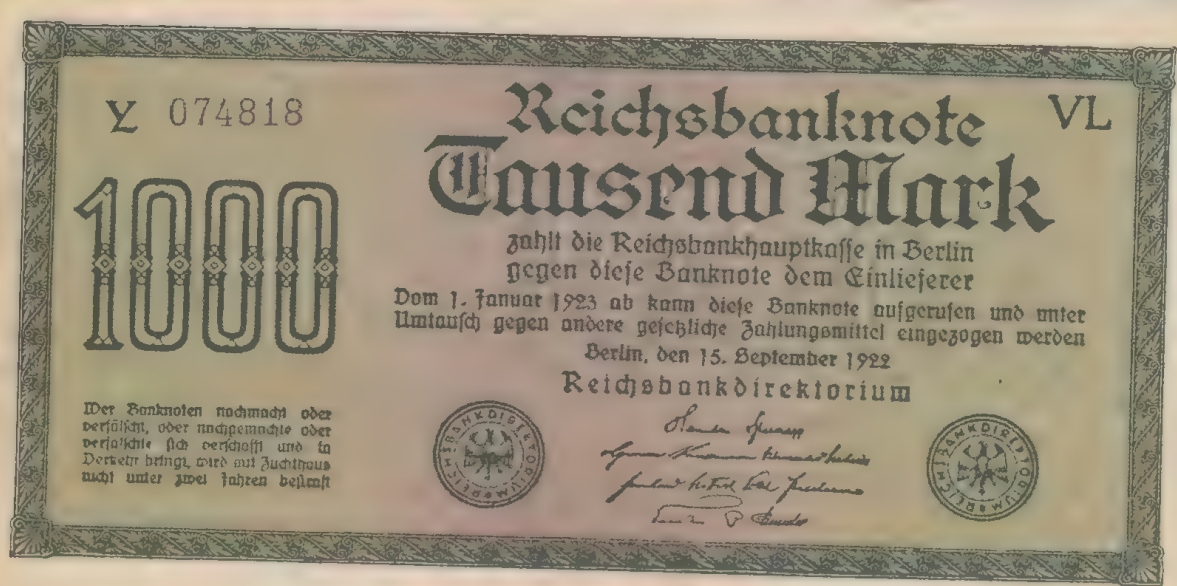 Y 074818
VL
1000
Reichsbanknote
Tausend Mark
zahlt die Reichsbankhauptkasse in Berlin
gegen diese Banknote dem Einlieferer
Vom 1. Januar 1923 ab kann diese Banknote aufgerufen und unter
Umtausch gegen andere gesetzliche Zahlungsmittel eingezogen werden
Berlin, den 15. September 1922
Reichsbankdirektorium
Wer Banknoten nachmacht oder
verfälscht, oder nachgemachte oder
verfälschte sich verschafft und in
Verkehr bringt, wird mit Zuchthaus
nicht unter zwei Jahren bestraft
REICHSBANKDIREKTORIUM
REICHSBANKDIREKTORIUM